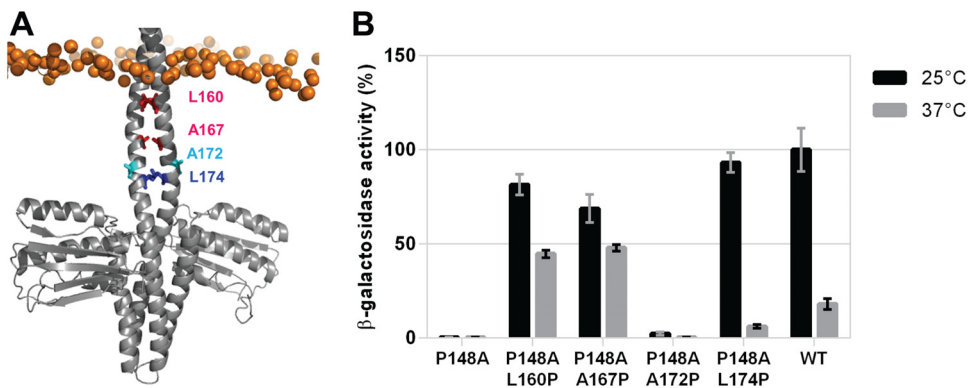 A
L160
A167
A172
L174
B
β-galactosidase activity (%)
150
100
50
0
25°C
37°C
P148A
P148A L160P
P148A A167P
P148A A172P
P148A L174P
WT